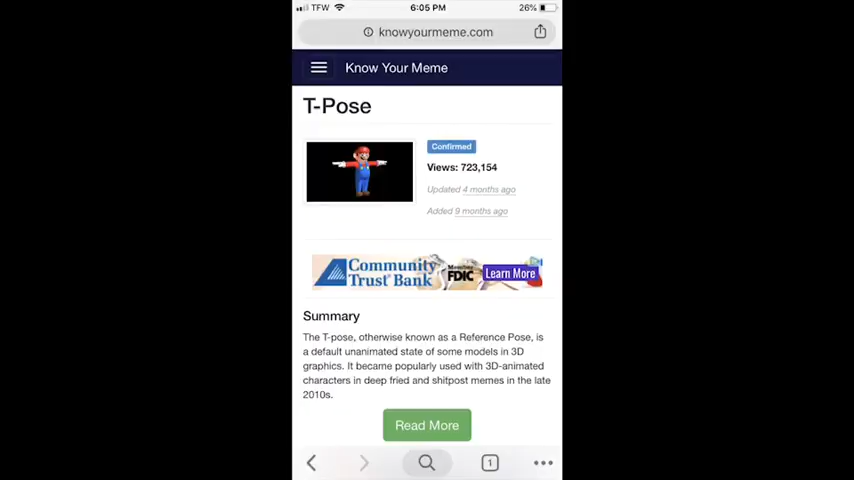 TFW 6:05 PM 26%
knowyourmeme.com
Know Your Meme
T-Pose
Confirmed
Views: 723,154
Updated 4 months ago
Added 9 months ago
Community
Trust Bank
Member
FDIC
Learn More
Summary
The T-pose, otherwise known as a Reference Pose, is
a default unanimated state of some models in 3D
graphics. It became popularly used with 3D-animated
characters in deep fried and shitpost memes in the late
2010s.
Read More
1